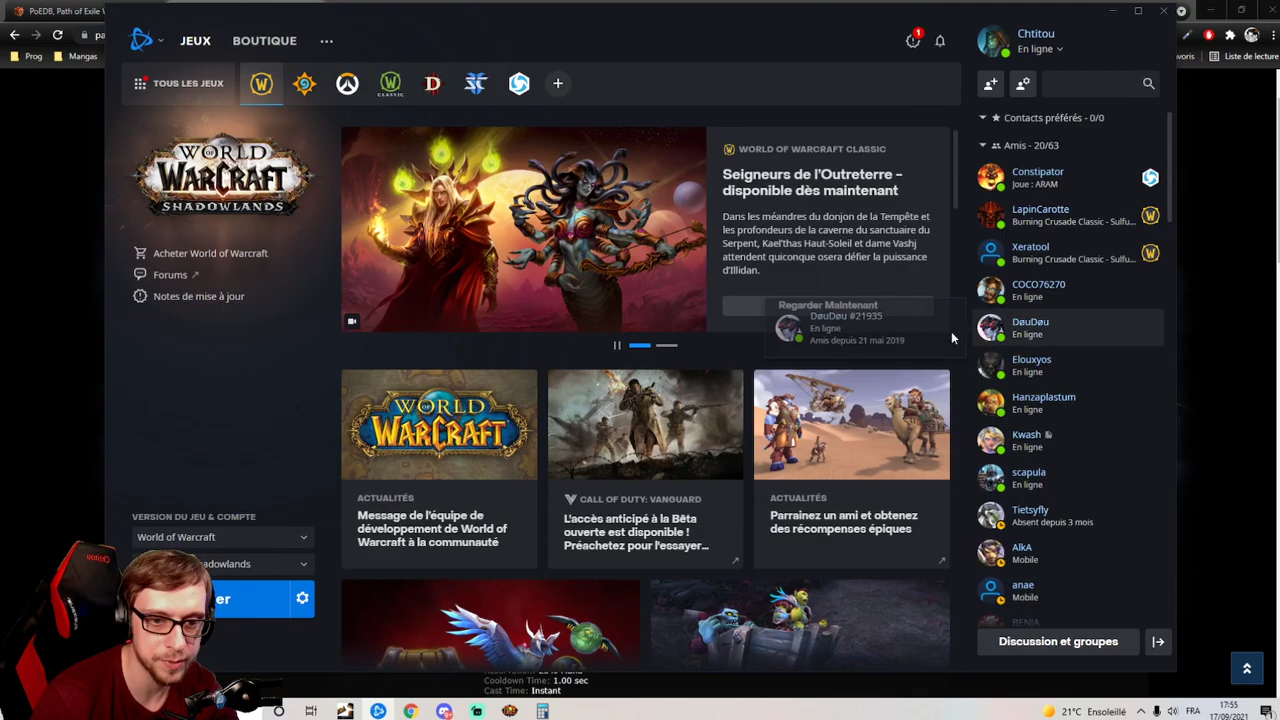 PoEDB, Path of Exile W
Prog
Mangas
Liste de lecture
JEUX
BOUTIQUE
TOUS LES JEUX
W
CLASSIC
WORLD OF
WARCRAFT
SHADOWLANDS
Acheter World of Warcraft
Forums
Notes de mise à jour
WORLD OF WARCRAFT CLASSIC
Seigneurs de l'Outreterre –
disponible dès maintenant
Dans les méandres du donjon de la Tempête et
les profondeurs de la caverne du sanctuaire du
Serpent, Kael'thas Haut-Soleil et dame Vashj
attendent quiconque osera défier la puissance
d'Illidan.
Regarder Maintenant
DøuDøu #21935
En ligne
Amis depuis 21 mai 2019
WORLD OF
WARCRAFT
ACTUALITÉS
Message de l'équipe de
développement de World of
Warcraft à la communauté
CALL OF DUTY: VANGUARD
L'accès anticipé à la Bêta
ouverte est disponible !
Préachetez pour l'essayer...
ACTUALITÉS
Parrainez un ami et obtenez
des récompenses épiques
VERSION DU JEU & COMPTE
World of Warcraft
adowlands
er
1
Chtitou
En ligne
Contacts préférés - 0/0
Amis - 20/63
Constipator
Joue : ARAM
LapinCarotte
Burning Crusade Classic - Sulfu...
Xeratool
Burning Crusade Classic - Sulfu...
COCO76270
En ligne
DøuDøu
En ligne
Elouxyos
En ligne
Hanzaplastum
En ligne
Kwash
En ligne
scapula
En ligne
Tietsyfly
Absent depuis 3 mois
AlkA
Mobile
anae
Mobile
Discussion et groupes
Cooldown Time: 1.00 sec
Cast Time: Instant
21°C Ensoleillé
FRA
17:55
17/09/2021